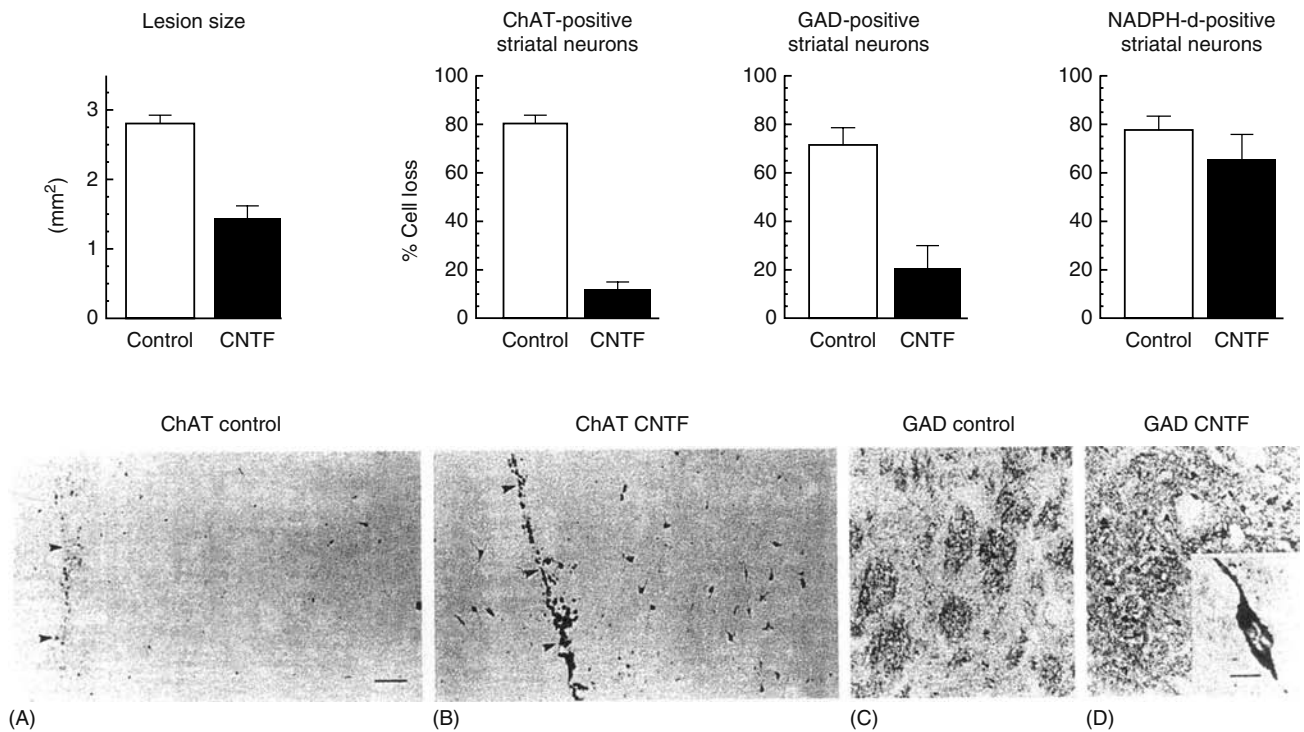 Lesion size
3
2
1
0
(mm²)
Control CNTF
ChAT-positive
striatal neurons
100
80
60
40
20
0
% Cell loss
Control CNTF
GAD-positive
striatal neurons
100
80
60
40
20
0
Control CNTF
NADPH-d-positive
striatal neurons
100
80
60
40
20
0
Control CNTF
ChAT control
ChAT CNTF
GAD control
GAD CNTF
(A)
(B)
(C)
(D)